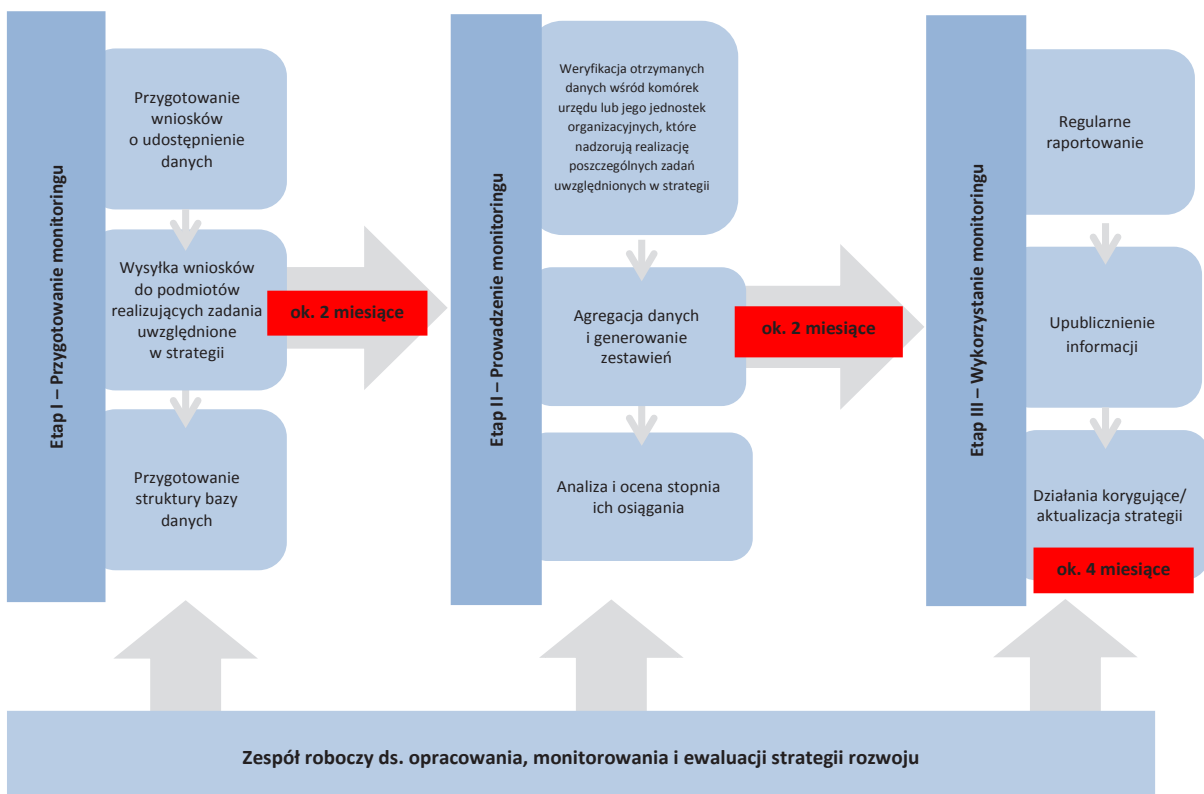 Etap I – Przygotowanie monitoringu
Przygotowanie
wniosków
o udostępnienie
danych
Wysyłka wniosków
do podmiotów
realizujących zadania
uwzględnione
w strategii
Przygotowanie
struktury bazy
danych
ok. 2 miesiące
Etap II – Prowadzenie monitoringu
Weryfikacja otrzymanych
danych wśród komórek
urzędu lub jego jednostek
organizacyjnych, które
nadzorują realizację
poszczególnych zadań
uwzględnionych w strategii
Agregacja danych
i generowanie
zestawień
Analiza i ocena stopnia
ich osiągania
ok. 2 miesiące
Etap III – Wykorzystanie monitoringu
Regularne
raportowanie
Upublicznienie
informacji
Działania korygujące/
aktualizacja strategii
ok. 4 miesiące
Zespół roboczy ds. opracowania, monitorowania i ewaluacji strategii rozwoju